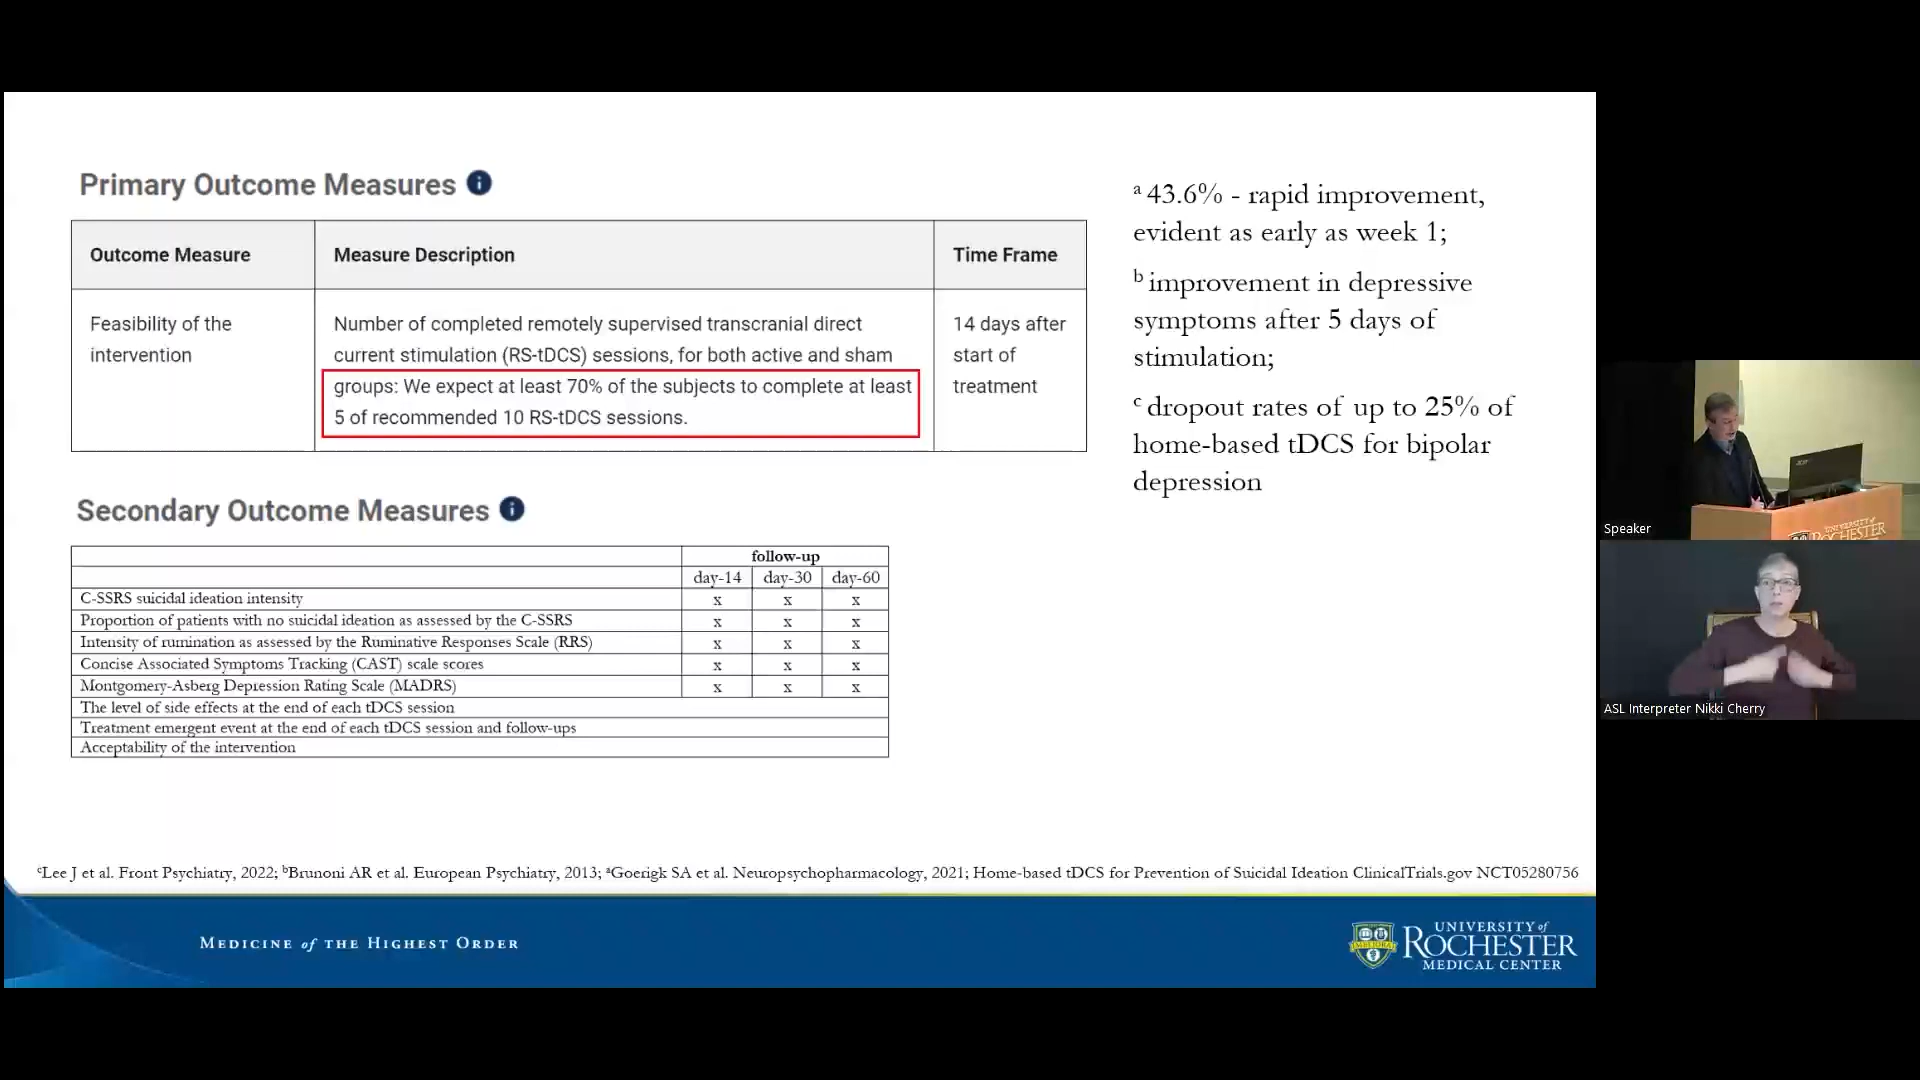 Primary Outcome Measures i
Outcome Measure
Measure Description
Time Frame
Feasibility of the
intervention
Number of completed remotely supervised transcranial direct
current stimulation (RS-tDCS) sessions, for both active and sham
groups: We expect at least 70% of the subjects to complete at least
5 of recommended 10 RS-tDCS sessions.
14 days after
start of
treatment
Secondary Outcome Measures i
follow-up
day-14 day-30 day-60
C-SSRS suicidal ideation intensity x x x
Proportion of patients with no suicidal ideation as assessed by the C-SSRS x x x
Intensity of rumination as assessed by the Ruminative Responses Scale (RRS) x x x
Concise Associated Symptoms Tracking (CAST) scale scores x x x
Montgomery-Asberg Depression Rating Scale (MADRS) x x x
The level of side effects at the end of each tDCS session
Treatment emergent event at the end of each tDCS session and follow-ups
Acceptability of the intervention
a 43.6% - rapid improvement,
evident as early as week 1;
b improvement in depressive
symptoms after 5 days of
stimulation;
c dropout rates of up to 25% of
home-based tDCS for bipolar
depression
cLee J et al. Front Psychiatry, 2022; bBrunoni AR et al. European Psychiatry, 2013; aGoerigk SA et al. Neuropsychopharmacology, 2021; Home-based tDCS for Prevention of Suicidal Ideation ClinicalTrials.gov NCT05280756
MEDICINE of THE HIGHEST ORDER
UNIVERSITY of
ROCHESTER
MEDICAL CENTER
UNIVERSITY of
ROCHESTER
Speaker
ASL Interpreter Nikki Cherry